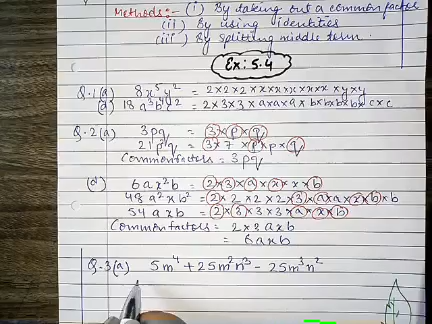 Methods:- (i) By taking out a common factor
(ii) By using identities
(iii) By splitting middle term.
Ex: 5.4
Q.1(a) 8x⁵y² = 2×2×2×x×x×x×x×x×y×y
(d) 18a³b⁴c² = 2×3×3×a×a×a×b×b×b×b×c×c
Q.2(a) 3pq = 3×p×q
21p²q = 3×7×p×p×q
Common factors = 3pq
(d) 6ax²b = 2×3×a×x×x×b
48a²xb² = 2×2×2×2×3×a×a×x×b×b
54axb = 2×3×3×3×a×x×b
Common factors = 2×3axb
= 6axb
Q.3(a) 5m⁴+25m²n³-25m³n²